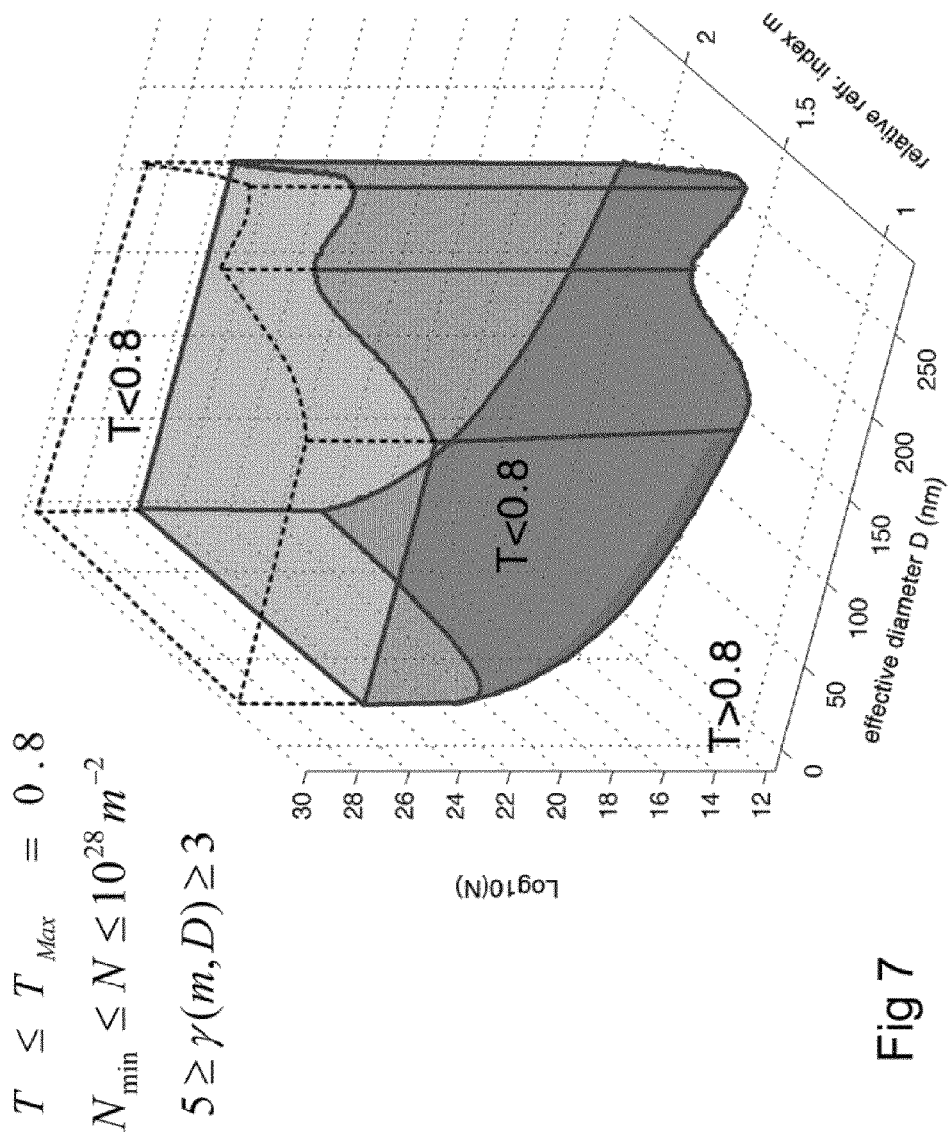 T ≤ T_Max = 0.8
N_min ≤ N ≤ 10^28 m^−2
5 ≥ γ(m,D) ≥ 3
T<0.8
T<0.8
T>0.8
Log10(N)
30
28
26
24
22
20
18
16
14
12
0
50
100
150
200
250
effective diameter D (nm)
1
1.5
2
relative refr. index m
Fig 7